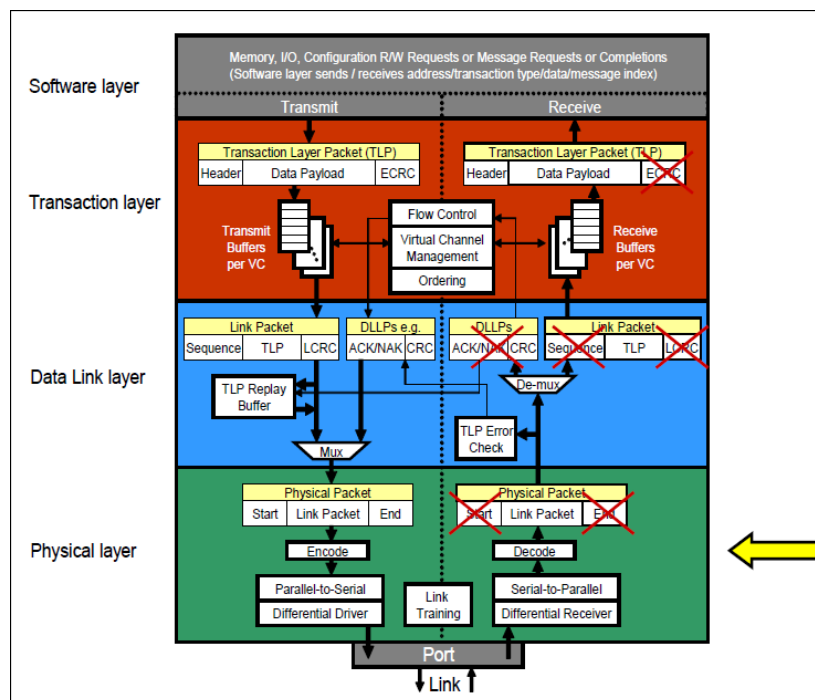 Memory, I/O, Configuration R/W Requests or Message Requests or Completions
(Software layer sends / receives address/transaction type/data/message index)
Software layer
Transmit
Receive
Transaction Layer Packet (TLP)
Header
Data Payload
ECRC
Transaction Layer Packet (TLP)
Header
Data Payload
ECRC
Transaction layer
Transmit
Buffers
per VC
Flow Control
Virtual Channel
Management
Ordering
Receive
Buffers
per VC
Link Packet
Sequence
TLP
LCRC
DLLPs e.g.
ACK/NAK
CRC
DLLPs
ACK/NAK
CRC
Link Packet
Sequence
TLP
LCRC
Data Link layer
TLP Replay
Buffer
De-mux
TLP Error
Check
Mux
Physical Packet
Start
Link Packet
End
Physical Packet
Start
Link Packet
End
Physical layer
Encode
Decode
Parallel-to-Serial
Differential Driver
Link
Training
Serial-to-Parallel
Differential Receiver
Port
Link